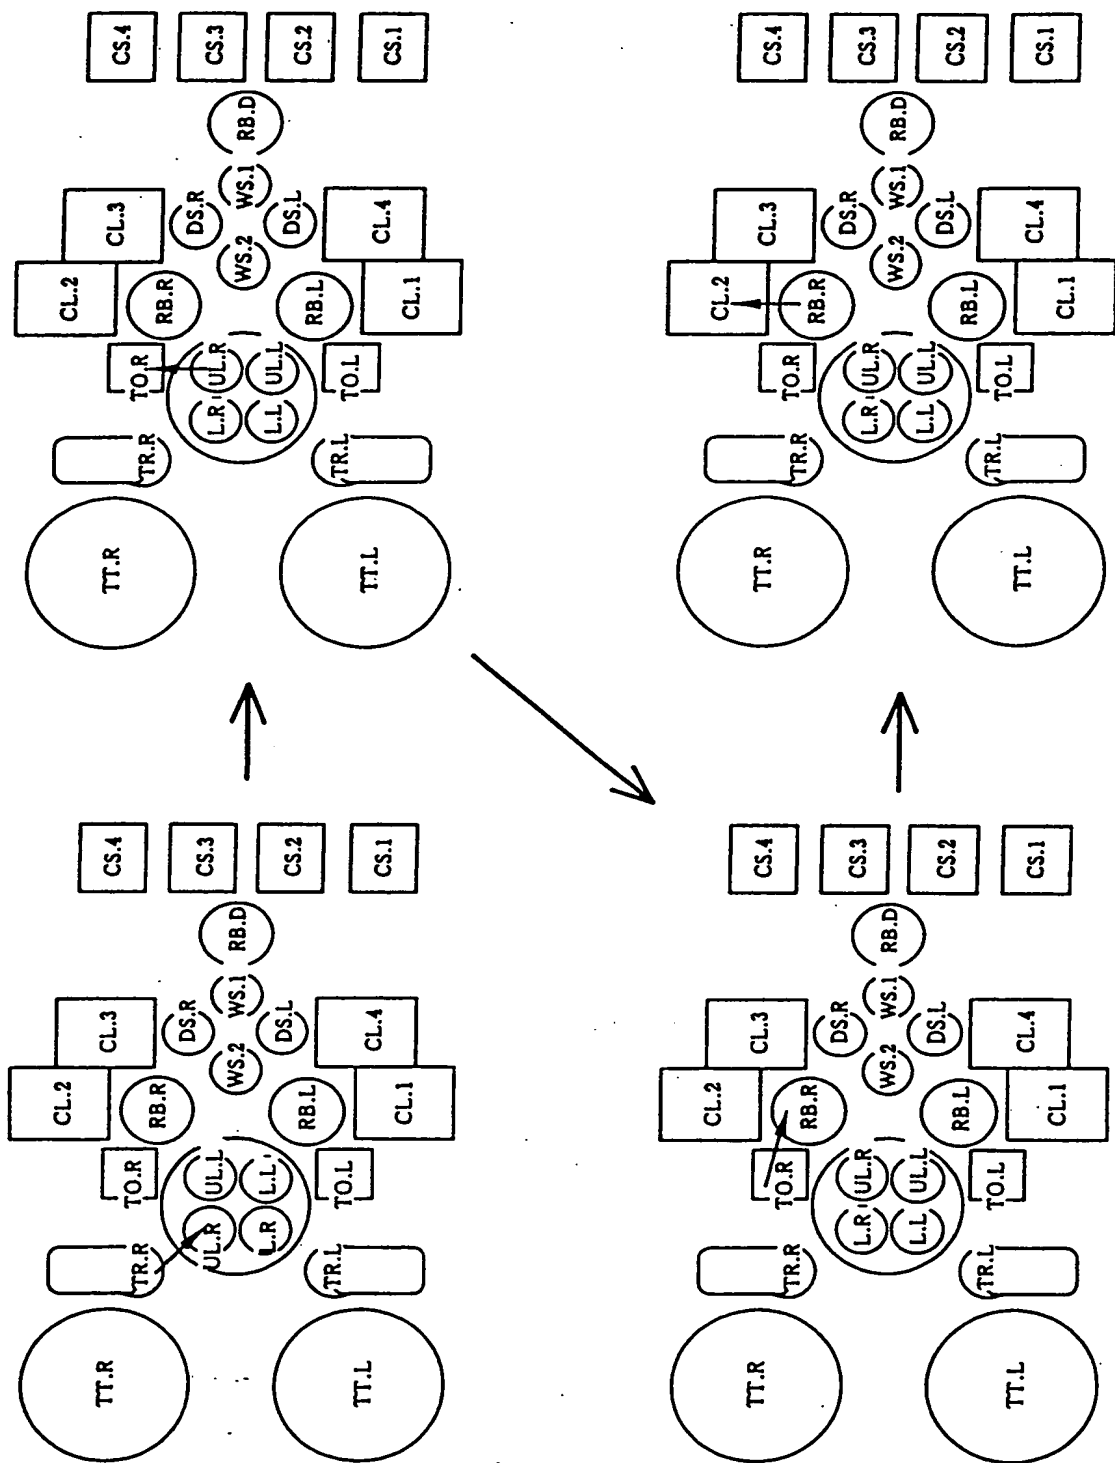 TT.L TT.R
TR.L TR.R
L.R UL.R
TO.L L.L UL.L TO.R
CL.1 RB.L RB.R CL.2
WS.2
CL.4 DS.L DS.R CL.3
WS.1
RB.D
CS.1 CS.2 CS.3 CS.4
TT.L TT.R
TR.L TR.R
L.L L.R
TO.L UL.L UL.R TO.R
CL.1 RB.L RB.R CL.2
WS.2
CL.4 DS.L DS.R CL.3
WS.1
RB.D
CS.1 CS.2 CS.3 CS.4
TT.L TT.R
TR.L TR.R
L.L L.R
TO.L UL.L UL.R TO.R
CL.1 RB.L RB.R CL.2
WS.2
CL.4 DS.L DS.R CL.3
WS.1
RB.D
CS.1 CS.2 CS.3 CS.4
TT.L TT.R
TR.L TR.R
L.L L.R
TO.L UL.L UL.R TO.R
CL.1 RB.L RB.R CL.2
WS.2
CL.4 DS.L DS.R CL.3
WS.1
RB.D
CS.1 CS.2 CS.3 CS.4